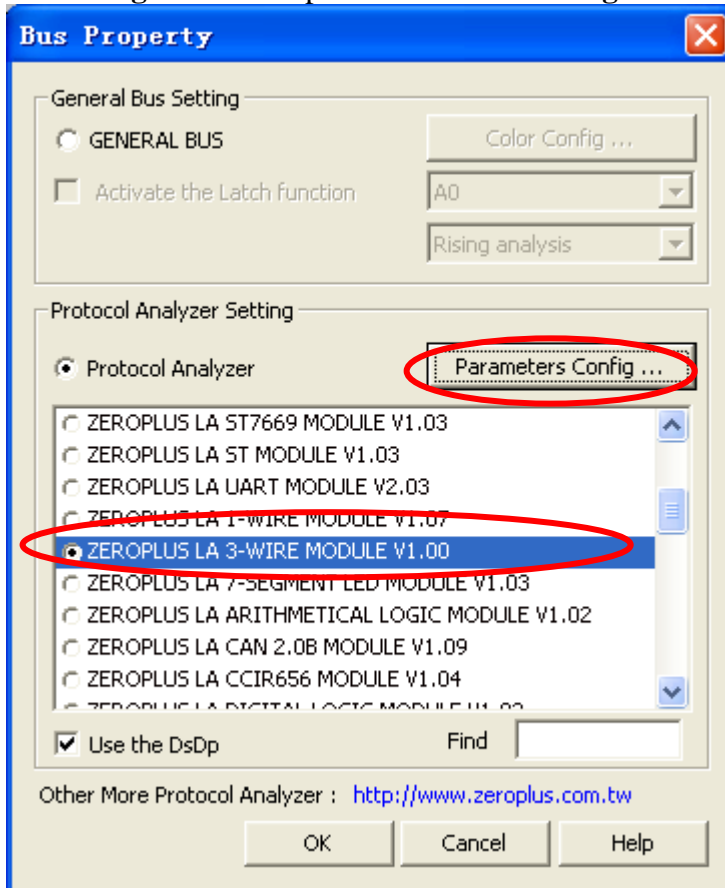 Bus Property
General Bus Setting
GENERAL BUS
Color Config ...
Activate the Latch function
A0
Rising analysis
Protocol Analyzer Setting
Protocol Analyzer
Parameters Config ...
ZEROPLUS LA ST7669 MODULE V1.03
ZEROPLUS LA ST MODULE V1.03
ZEROPLUS LA UART MODULE V2.03
ZEROPLUS LA 1-WIRE MODULE V1.07
ZEROPLUS LA 3-WIRE MODULE V1.00
ZEROPLUS LA 7-SEGMENT LED MODULE V1.03
ZEROPLUS LA ARITHMETICAL LOGIC MODULE V1.02
ZEROPLUS LA CAN 2.0B MODULE V1.09
ZEROPLUS LA CCIR656 MODULE V1.04
ZEROPLUS LA DIGITAL LOGIC MODULE
Use the DsDp
Find
Other More Protocol Analyzer : http://www.zeroplus.com.tw
OK
Cancel
Help